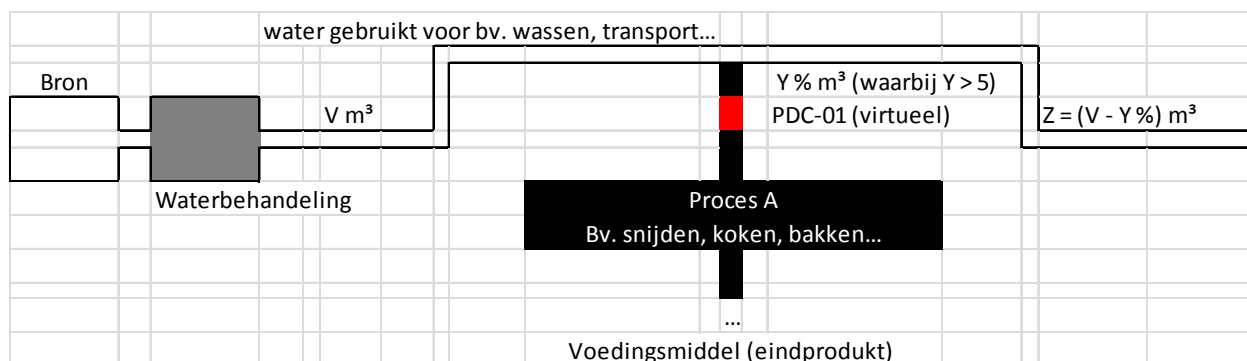 water gebruikt voor bv. wassen, transport...
Bron
Y % m³ (waarbij Y > 5)
V m³
PDC-01 (virtueel)
Z = (V - Y %) m³
Waterbehandeling
Proces A
Bv. snijden, koken, bakken...
...
Voedingsmiddel (eindprodukt)